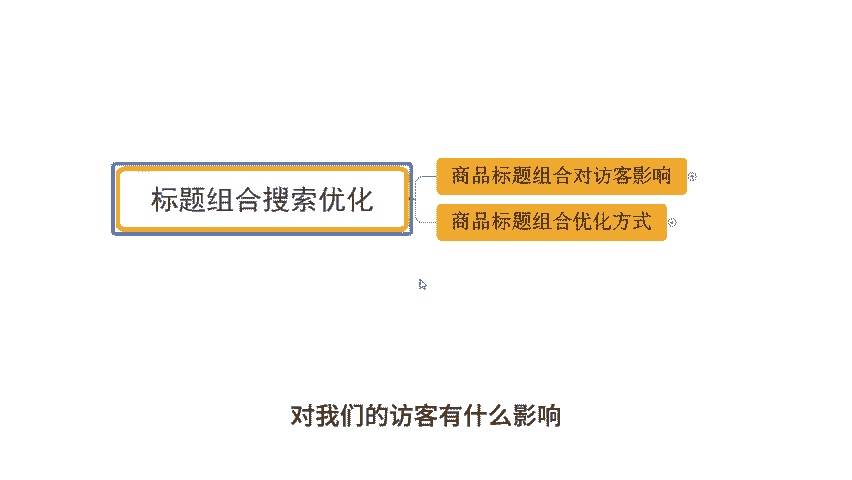 标题组合搜索优化
商品标题组合对访客影响
商品标题组合优化方式
对我们的访客有什么影响